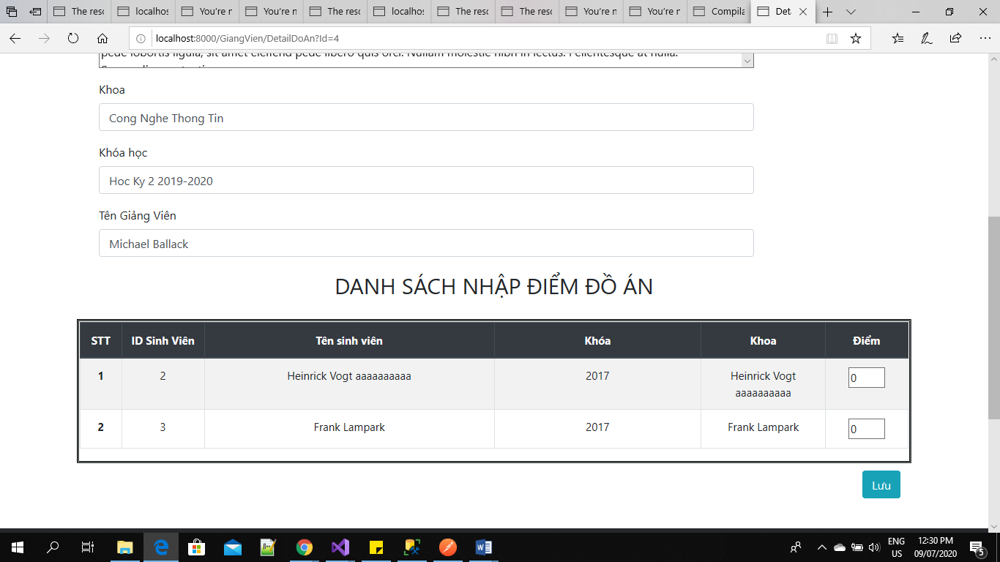 The reso
localhos
You're n
You're n
The reso
localhos
The reso
The reso
You're n
You're n
Compila
Det
localhost:8000/GiangVien/DetailDoAn?Id=4
pede lobortis ligula, sit amet eleifend pede libero quis orci. Nullam molestie nibh in lectus. Pellentesque at nulla.
Khoa
Cong Nghe Thong Tin
Khóa học
Hoc Ky 2 2019-2020
Tên Giảng Viên
Michael Ballack
DANH SÁCH NHẬP ĐIỂM ĐỒ ÁN
STT ID Sinh Viên Tên sinh viên Khóa Khoa Điểm
1 2 Heinrick Vogt aaaaaaaaaa 2017 Heinrick Vogt 0
aaaaaaaaaa
2 3 Frank Lampark 2017 Frank Lampark 0
Lưu
ENG 12:30 PM
US 09/07/2020 5